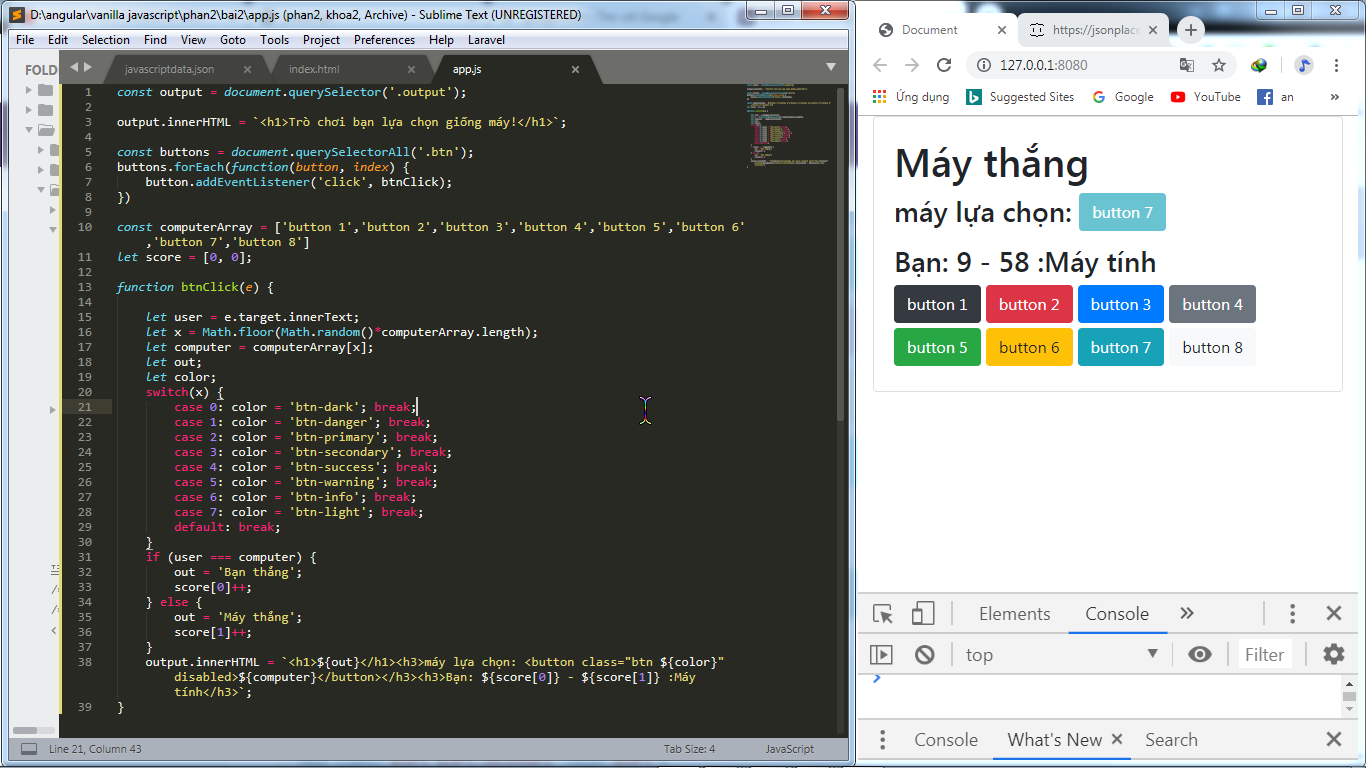 D:\angular\vanilla javascript\phan2\bai2\app.js (phan2, khoa2, Archive) - Sublime Text (UNREGISTERED)
File Edit Selection Find View Goto Tools Project Preferences Help Laravel
FOLD
javascriptdata.json index.html app.js
1 const output = document.querySelector('.output');
2
3 output.innerHTML = `<h1>Trò chơi bạn lựa chọn giống máy!</h1>`;
4
5 const buttons = document.querySelectorAll('.btn');
6 buttons.forEach(function(button, index) {
7 button.addEventListener('click', btnClick);
8 })
9
10 const computerArray = ['button 1','button 2','button 3','button 4','button 5','button 6'
,'button 7','button 8']
11 let score = [0, 0];
12
13 function btnClick(e) {
14
15 let user = e.target.innerText;
16 let x = Math.floor(Math.random()*computerArray.length);
17 let computer = computerArray[x];
18 let out;
19 let color;
20 switch(x) {
21 case 0: color = 'btn-dark'; break;
22 case 1: color = 'btn-danger'; break;
23 case 2: color = 'btn-primary'; break;
24 case 3: color = 'btn-secondary'; break;
25 case 4: color = 'btn-success'; break;
26 case 5: color = 'btn-warning'; break;
27 case 6: color = 'btn-info'; break;
28 case 7: color = 'btn-light'; break;
29 default: break;
30 }
31 if (user === computer) {
32 out = 'Bạn thắng';
33 score[0]++;
34 } else {
35 out = 'Máy thắng';
36 score[1]++;
37 }
38 output.innerHTML = `<h1>${out}</h1><h3>máy lựa chọn: <button class="btn ${color}"
disabled>${computer}</button></h3><h3>Bạn: ${score[0]} - ${score[1]} :Máy
tính</h3>`;
39 }
Line 21, Column 43 Tab Size: 4 JavaScript
Document https://jsonplac
127.0.0.1:8080
Ứng dụng Suggested Sites Google YouTube an »
Máy thắng
máy lựa chọn: button 7
Bạn: 9 - 58 :Máy tính
button 1 button 2 button 3 button 4
button 5 button 6 button 7 button 8
Elements Console »
top Filter
Console What's New Search